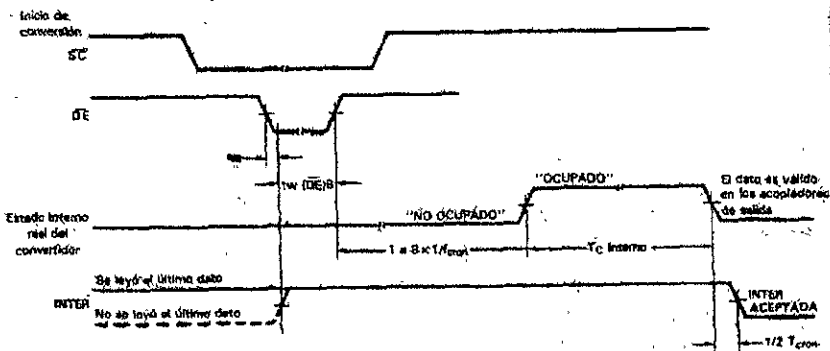 Inicio de
conversión
SC
DE
tw (DE)B
"OCUPADO"
El dato es válido
en los acopladores
de salida
Estado interno
real del
convertidor
"NO OCUPADO"
1 a 8 x 1/fcron
TC Interno
Se leyó el último dato
INTER
No se leyó el último dato
INTER
ACEPTADA
1/2 Tcron